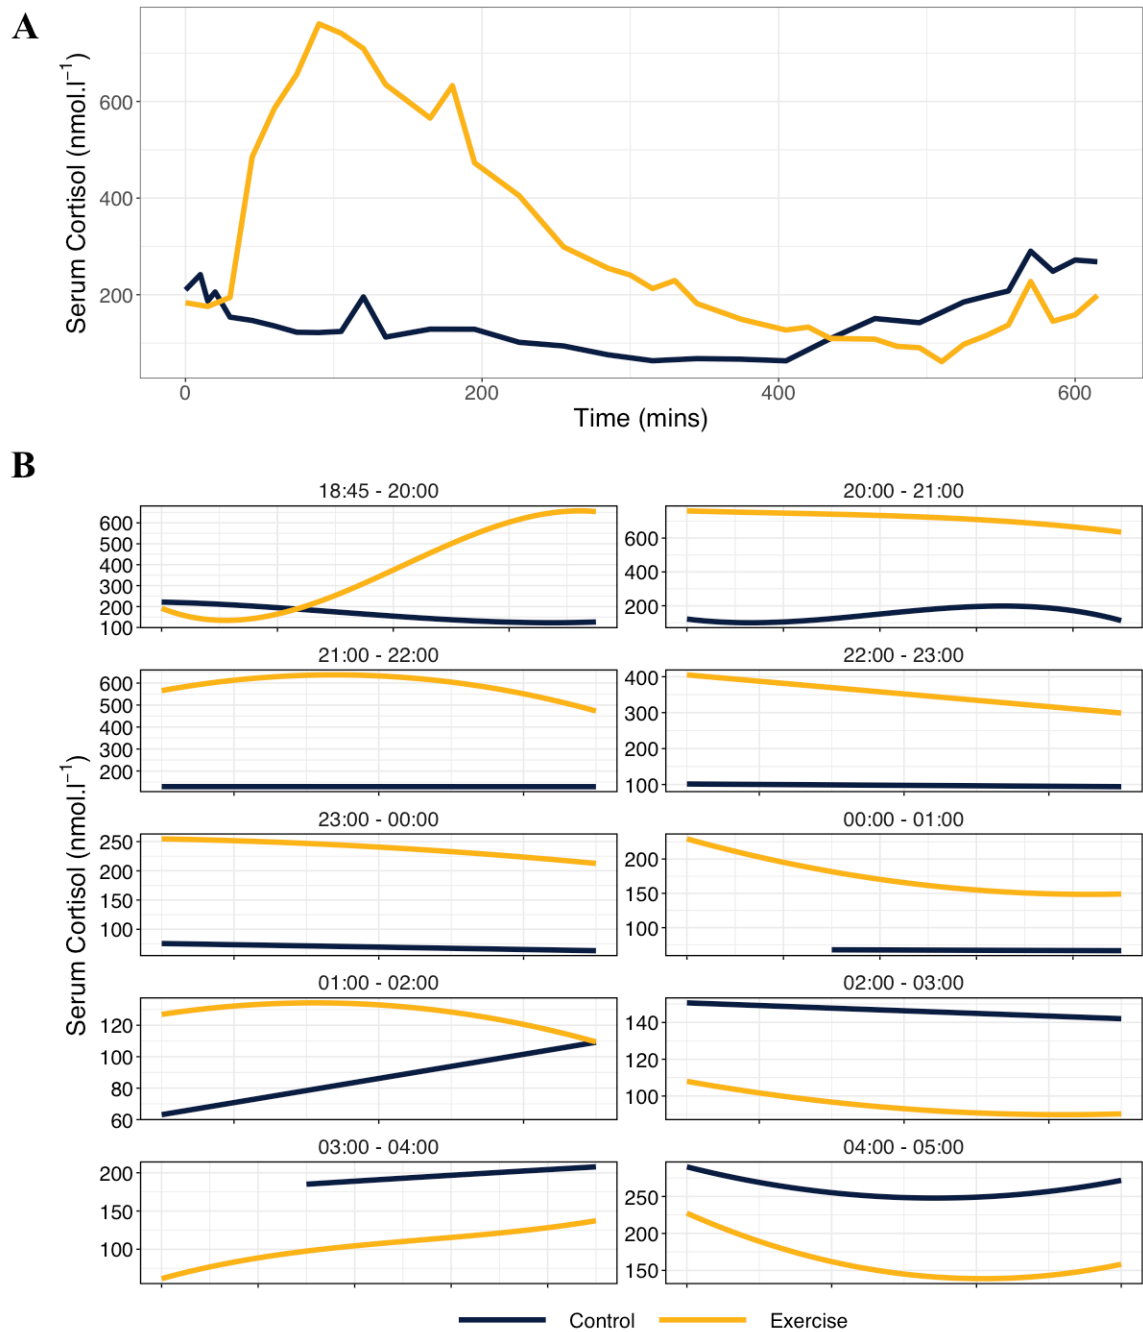 A
Serum Cortisol (nmol.l⁻¹)
600
400
200
0 200 400 600
Time (mins)
B
Serum Cortisol (nmol.l⁻¹)
18:45 - 20:00
600
500
400
300
200
100
20:00 - 21:00
600
200
21:00 - 22:00
600
500
400
300
200
22:00 - 23:00
400
300
200
100
23:00 - 00:00
250
200
150
100
00:00 - 01:00
200
150
100
01:00 - 02:00
120
100
80
60
02:00 - 03:00
140
120
100
03:00 - 04:00
200
150
100
04:00 - 05:00
250
200
150
Control Exercise